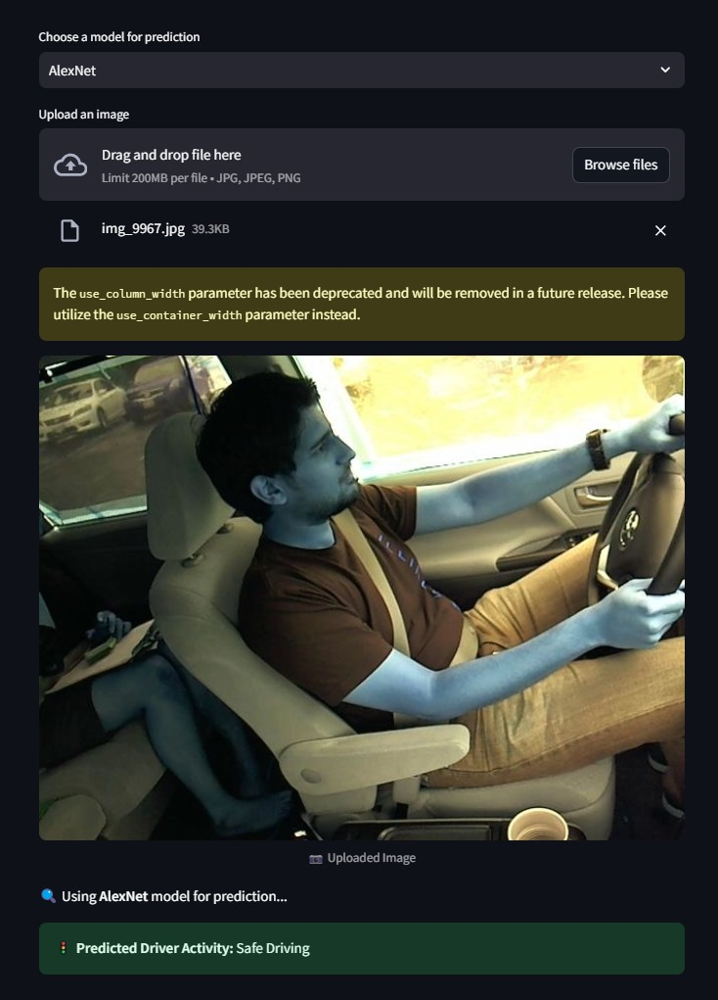 Choose a model for prediction
AlexNet
Upload an image
Drag and drop file here
Limit 200MB per file • JPG, JPEG, PNG
Browse files
img_9967.jpg 39.3KB
The use_column_width parameter has been deprecated and will be removed in a future release. Please
utilize the use_container_width parameter instead.
📷 Uploaded Image
🔍 Using AlexNet model for prediction...
🚦 Predicted Driver Activity: Safe Driving